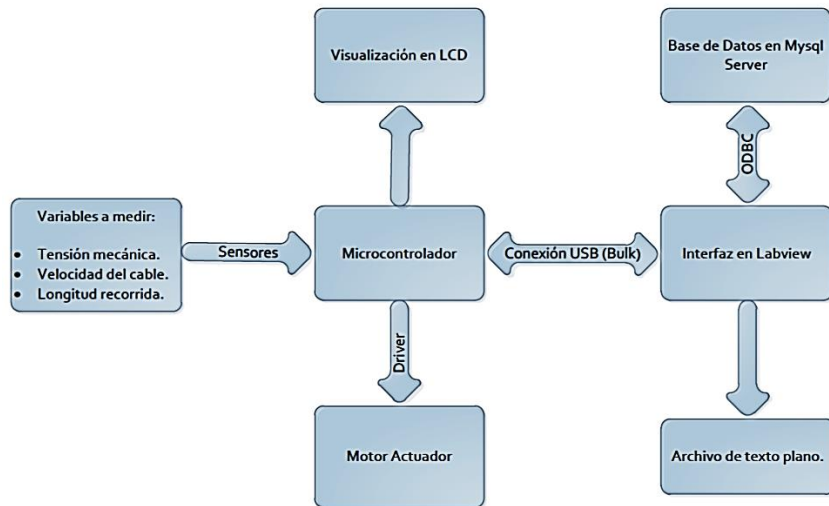 Visualización en LCD
Base de Datos en Mysql
Server
ODBC
Variables a medir:
• Tensión mecánica.
• Velocidad del cable.
• Longitud recorrida.
Sensores
Microcontrolador
Conexión USB (Bulk)
Interfaz en Labview
Driver
Motor Actuador
Archivo de texto plano.